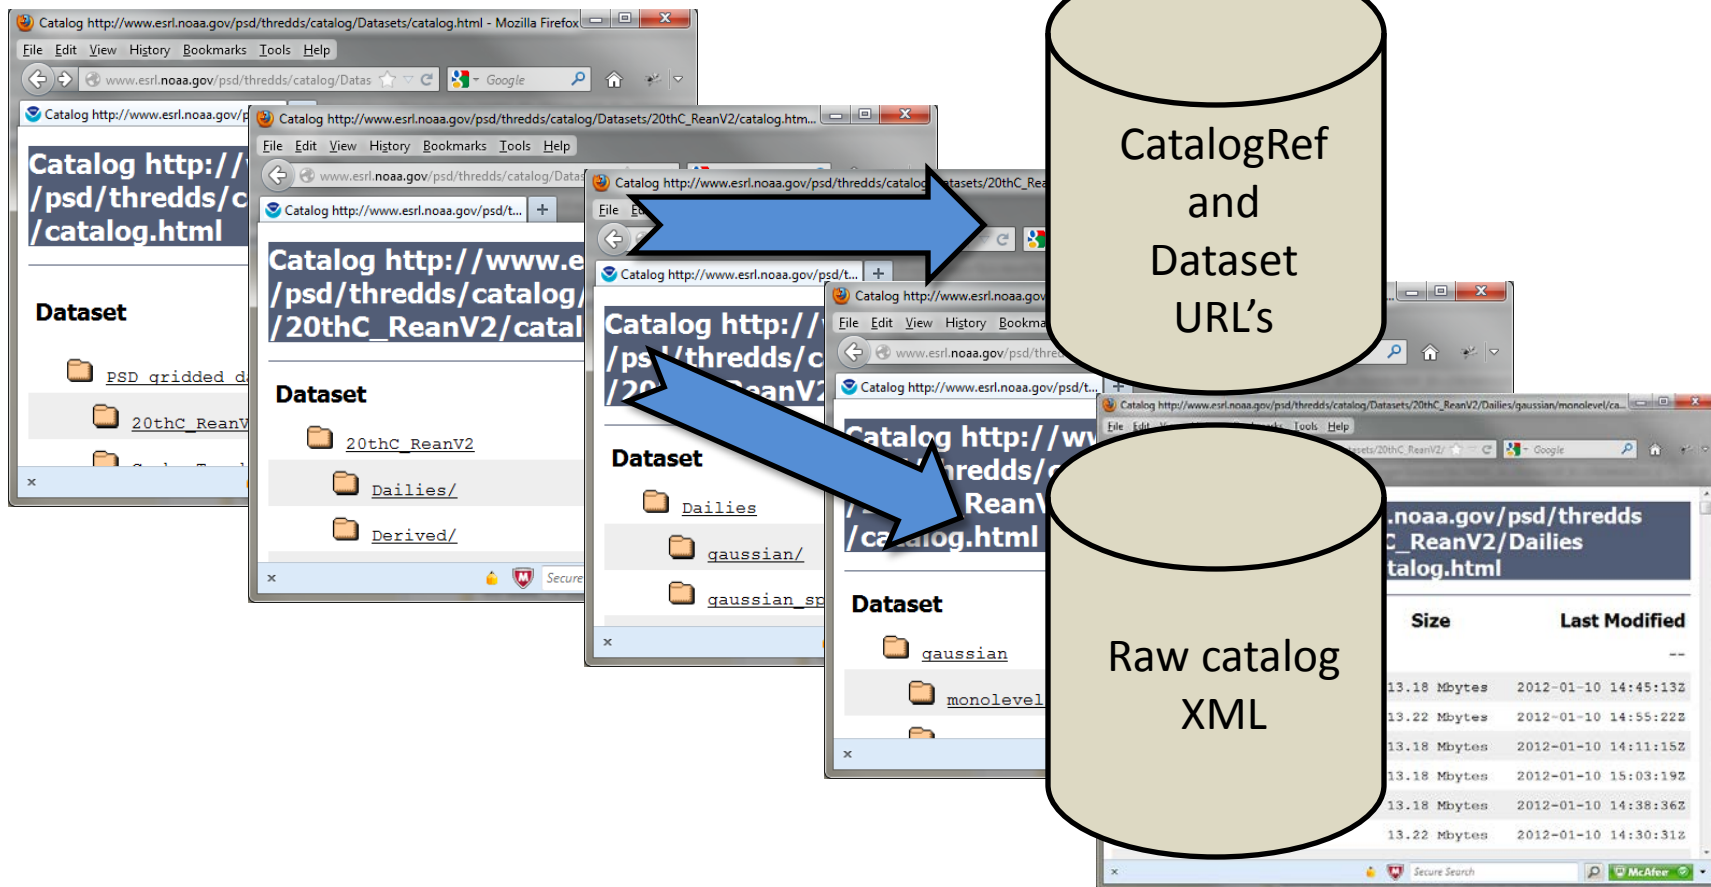 Catalog http://www.esrl.noaa.gov/psd/thredds/catalog/Datasets/catalog.html - Mozilla Firefox
File Edit View History Bookmarks Tools Help
www.esrl.noaa.gov/psd/thredds/catalog/Datas
Google
Catalog http://www.esrl.noaa.gov/p
Catalog http://
/psd/thredds/c
/catalog.html
Dataset
PSD gridded d
20thC_ReanV
x
Catalog http://www.esrl.noaa.gov/psd/thredds/catalog/Datasets/20thC_ReanV2/catalog.htm...
File Edit View History Bookmarks Tools Help
www.esrl.noaa.gov/psd/thredds/catalog/Datas
Catalog http://www.esrl.noaa.gov/psd/t... +
Catalog http://www.e
/psd/thredds/catalog/
/20thC_ReanV2/catal
Dataset
20thC_ReanV2
Dailies/
Derived/
x
Secure
Catalog http://www.esrl.noaa.gov/psd/thredds/catalog
atasets/20thC_Rea
File
Catalog http://www.esrl.noaa.gov/psd/t... +
Catalog http://
/psd/thredds/c
ReanV2
Dataset
Dailies
gaussian/
gaussian_sp
x
Catalog http://www.esrl.noaa.gov
File Edit View History Bookma
www.esrl.noaa.gov/psd/thred
Catalog http://www.esrl.noaa.gov/psd/t... +
Catalog http://ww
hredds/c
ReanV
/catalog.html
Dataset
gaussian
monolevel
x
CatalogRef
and
Dataset
URL's
Catalog http://www.esrl.noaa.gov/psd/thredds/catalog/Datasets/20thC_ReanV2/Dailies/gaussian/monolevel/ca...
File Edit Tools Help
asets/20thC_ReanV2/
Google
.noaa.gov/psd/thredds
C_ReanV2/Dailies
talog.html
Size Last Modified
--
13.18 Mbytes 2012-01-10 14:45:13Z
13.22 Mbytes 2012-01-10 14:55:22Z
13.18 Mbytes 2012-01-10 14:11:15Z
13.18 Mbytes 2012-01-10 15:03:19Z
13.18 Mbytes 2012-01-10 14:38:36Z
13.22 Mbytes 2012-01-10 14:30:31Z
x
Secure Search
McAfee
Raw catalog
XML